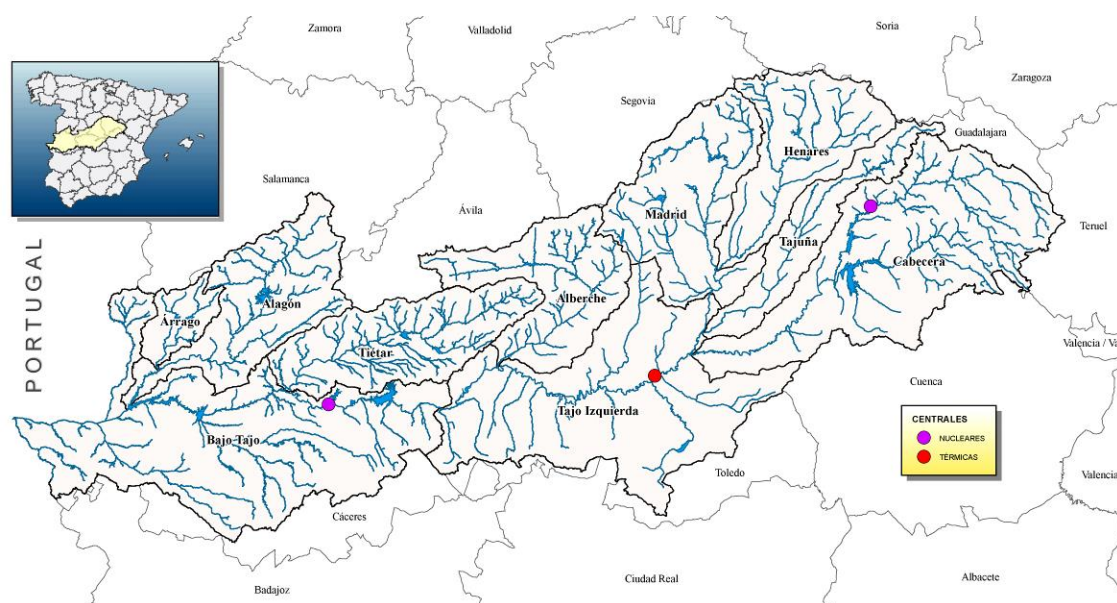 Zamora
Valladolid
Soria
Zaragoza
Segovia
Guadalajara
Henares
Salamanca
Ávila
Madrid
Teruel
Tajuña
Cabecera
PORTUGAL
Alagón
Alberche
Árrago
Tiétar
Valencia / Va
Cuenca
Tajo Izquierda
CENTRALES
NUCLEARES
TÉRMICAS
Bajo Tajo
Toledo
Valencia
Cáceres
Badajoz
Ciudad Real
Albacete